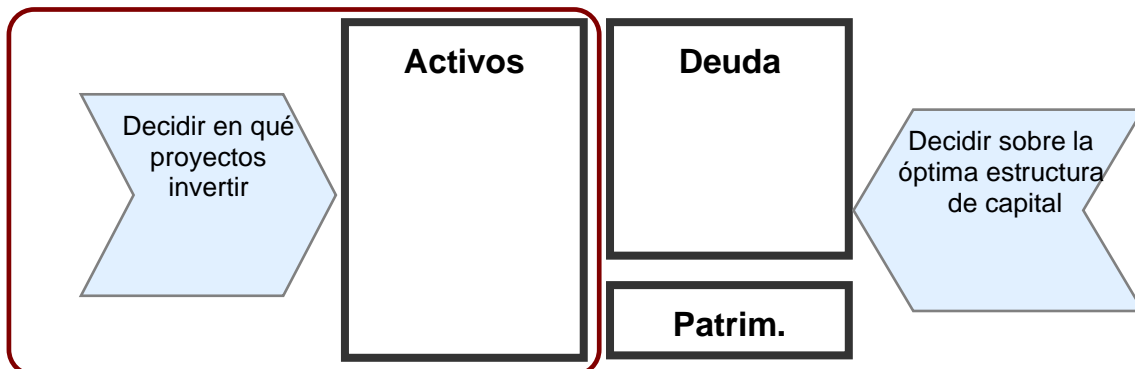 Decidir en qué
proyectos
invertir
Activos
Deuda
Patrim.
Decidir sobre la
óptima estructura
de capital